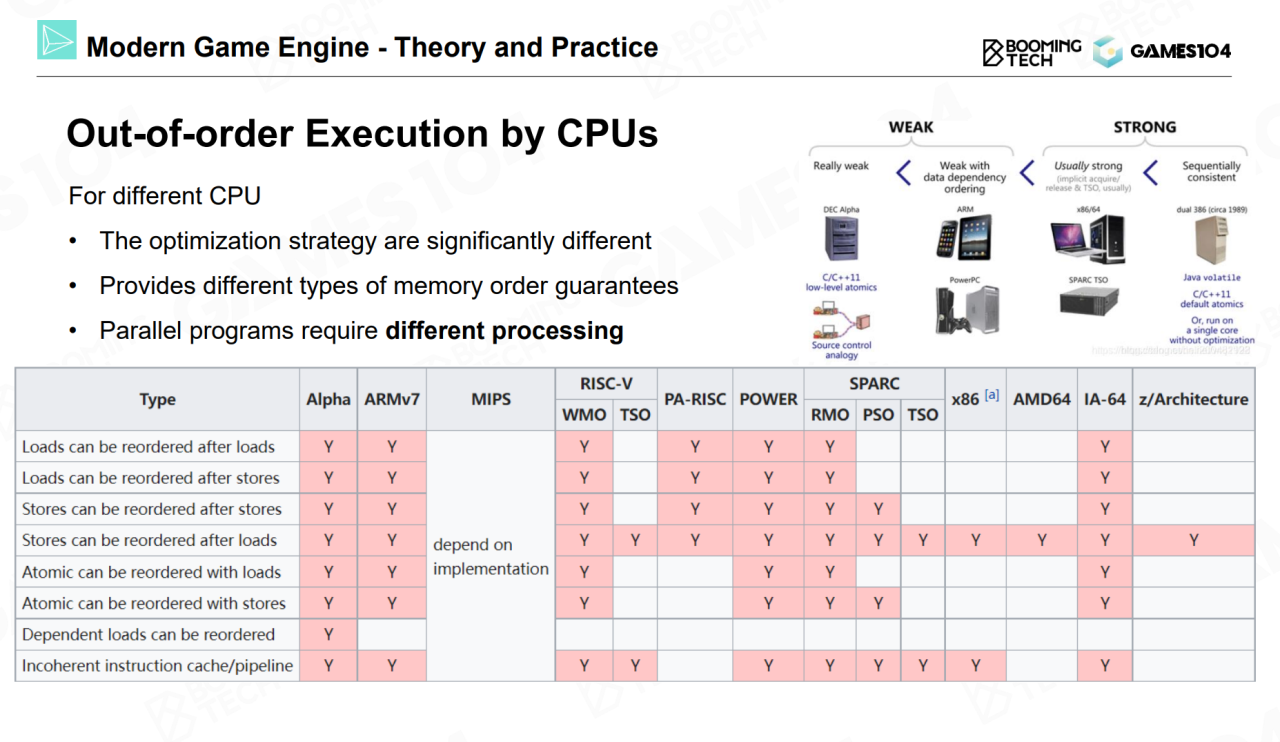 Modern Game Engine - Theory and Practice
BOOMING
TECH
GAMES104
Out-of-order Execution by CPUs
For different CPU
• The optimization strategy are significantly different
• Provides different types of memory order guarantees
• Parallel programs require different processing
WEAK
STRONG
Really weak
Weak with
data dependency
ordering
Usually strong
(implicit acquire/
release & TSO, usually)
Sequentially
consistent
DEC Alpha
ARM
x86/64
dual 386 (circa 1989)
C/C++11
low-level atomics
PowerPC
SPARC TSO
Java volatile
C/C++11
default atomics
Or, run on
a single core
without optimization
Source control
analogy
Type Alpha ARMv7 MIPS RISC-V PA-RISC POWER SPARC x86 [a] AMD64 IA-64 z/Architecture
WMO TSO RMO PSO TSO
Loads can be reordered after loads Y Y Y Y Y Y Y
Loads can be reordered after stores Y Y Y Y Y Y Y
Stores can be reordered after stores Y Y Y Y Y Y Y Y
Stores can be reordered after loads Y Y Y Y Y Y Y Y Y Y Y Y Y
depend on
implementation
Atomic can be reordered with loads Y Y Y Y Y Y
Atomic can be reordered with stores Y Y Y Y Y Y Y
Dependent loads can be reordered Y
Incoherent instruction cache/pipeline Y Y Y Y Y Y Y Y Y Y